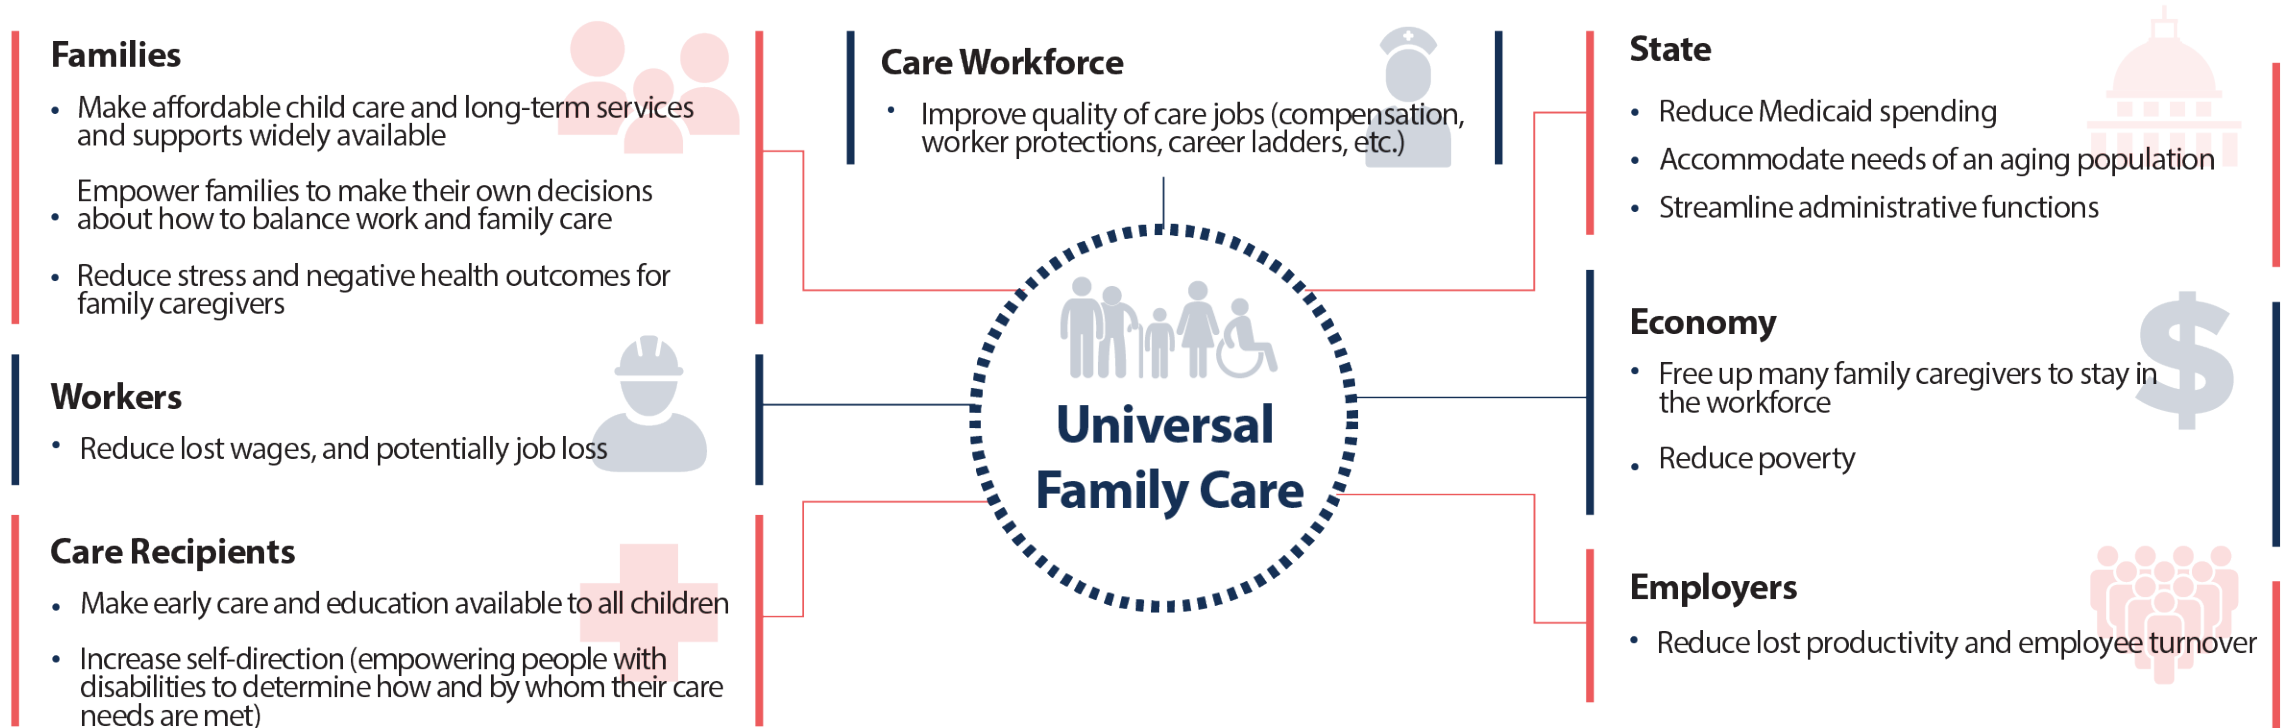 Families
• Make affordable child care and long-term services
and supports widely available
Empower families to make their own decisions
• about how to balance work and family care
• Reduce stress and negative health outcomes for
family caregivers
Workers
• Reduce lost wages, and potentially job loss
Care Recipients
• Make early care and education available to all children
• Increase self-direction (empowering people with
disabilities to determine how and by whom their care
needs are met)
Care Workforce
• Improve quality of care jobs (compensation,
worker protections, career ladders, etc.)
Universal
Family Care
State
• Reduce Medicaid spending
• Accommodate needs of an aging population
• Streamline administrative functions
Economy
• Free up many family caregivers to stay in
the workforce
• Reduce poverty
Employers
• Reduce lost productivity and employee turnover